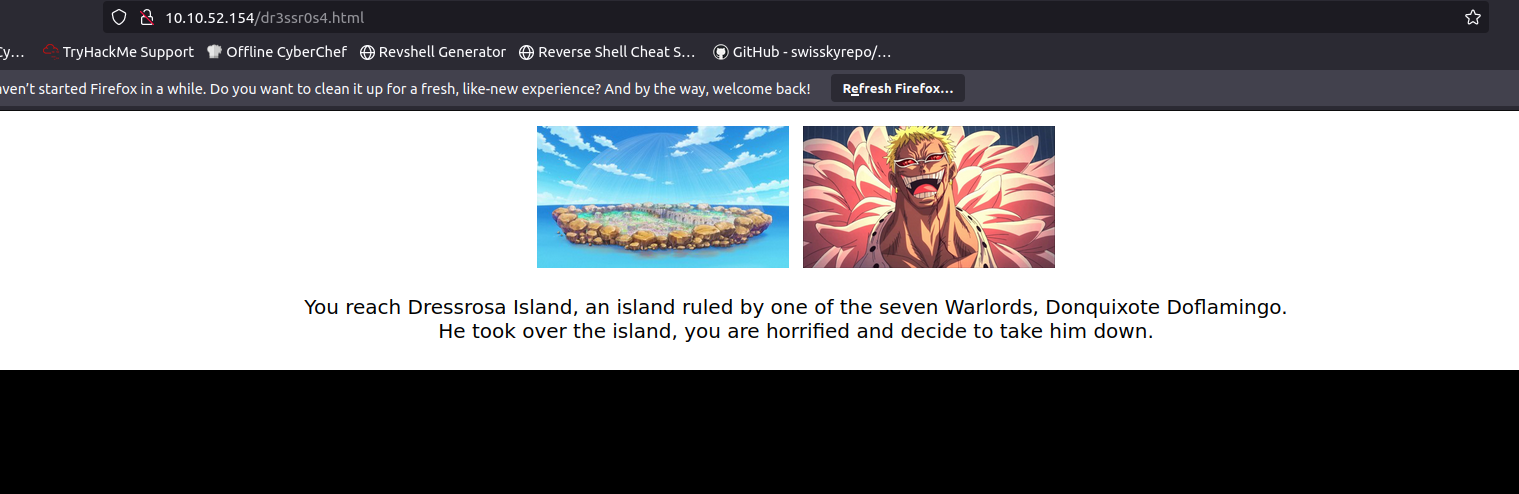 10.10.52.154/dr3ssr0s4.html
Cy… TryHackMe Support Offline CyberChef Revshell Generator Reverse Shell Cheat S… GitHub - swisskyrepo/…
aven't started Firefox in a while. Do you want to clean it up for a fresh, like-new experience? And by the way, welcome back! Refresh Firefox…
You reach Dressrosa Island, an island ruled by one of the seven Warlords, Donquixote Doflamingo.
He took over the island, you are horrified and decide to take him down.